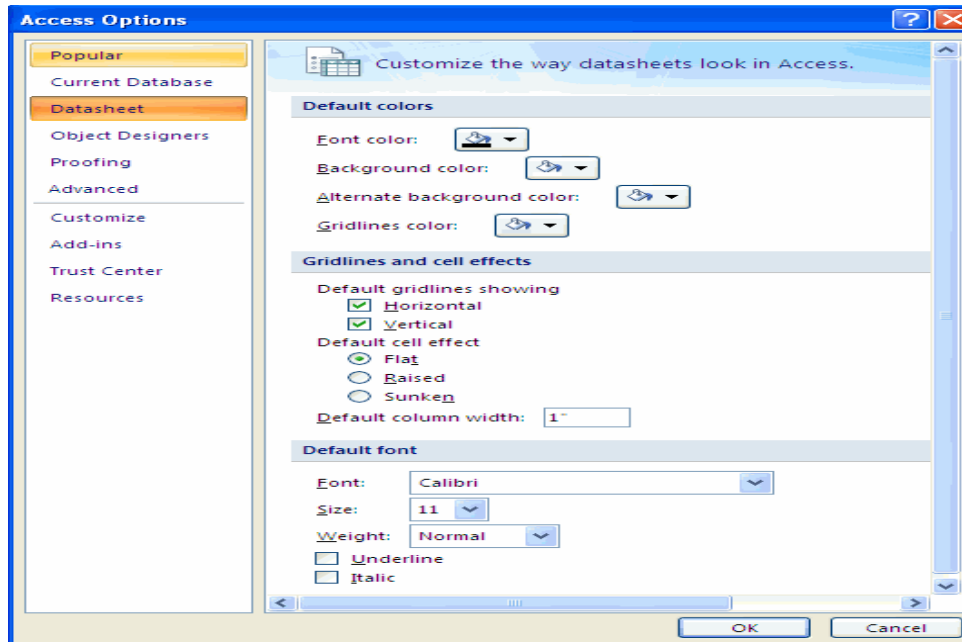 Access Options
Popular
Current Database
Datasheet
Object Designers
Proofing
Advanced
Customize
Add-ins
Trust Center
Resources
Customize the way datasheets look in Access.
Default colors
Font color:
Background color:
Alternate background color:
Gridlines color:
Gridlines and cell effects
Default gridlines showing
Horizontal
Vertical
Default cell effect
Flat
Raised
Sunken
Default column width: 1"
Default font
Font: Calibri
Size: 11
Weight: Normal
Underline
Italic
OK Cancel